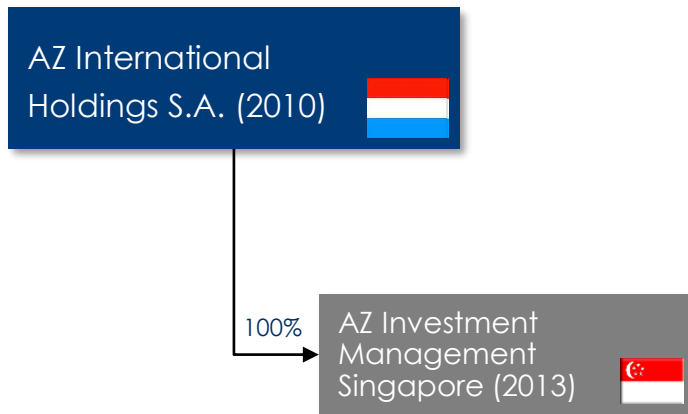 AZ International
Holdings S.A. (2010)
100%
AZ Investment
Management
Singapore (2013)